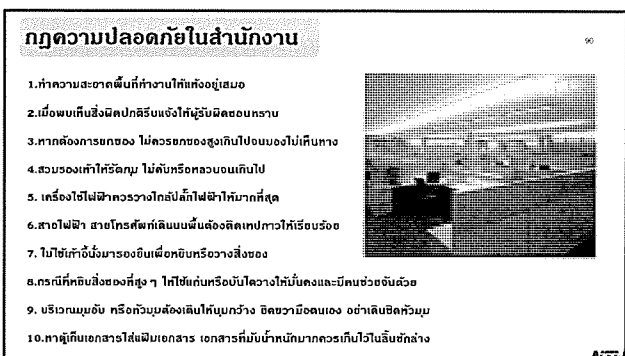 กฎความปลอดภัยในสำนักงาน
90
1.ทำความสะอาดพื้นที่ทำงานให้แห้งอยู่เสมอ
2.เมื่อพบเห็นสิ่งผิดปกติรีบแจ้งให้ผู้รับผิดชอบทราบ
3.หากต้องการยกของ ไม่ควรยกของสูงเกินไปจนมองไม่เห็นทาง
4.สวมรองเท้าให้รัดกุม ไม่คับหรือหลวมจนเกินไป
5. เครื่องใช้ไฟฟ้าควรวางใกล้ปลั๊กไฟฟ้าให้มากที่สุด
6.สายไฟฟ้า สายโทรศัพท์เดินบนพื้นต้องติดเทปกาวให้เรียบร้อย
7. ไม่ใช้เก้าอี้นั่งมารองยืนเพื่อหยิบหรือวางสิ่งของ
8.กรณีที่หยิบสิ่งของที่สูง ๆ ให้ใช้แท่นหรือบันไดวางให้มั่นคงและมีคนช่วยจับด้วย
9. บริเวณมุมอับ หรือหัวมุมต้องเดินให้มุมกว้าง ชิดขวามือตนเอง อย่าเดินชิดหัวมุม
10.หาตู้เก็บเอกสารใส่แฟ้มเอกสาร เอกสารที่มีน้ำหนักมากควรเก็บไว้ในลิ้นชักล่าง